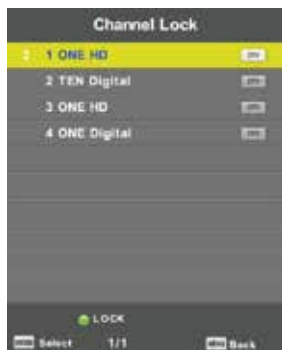 Channel Lock
1 ONE HD
2 TEN Digital
3 ONE HD
4 ONE Digital
LOCK
Select 1/1 Back